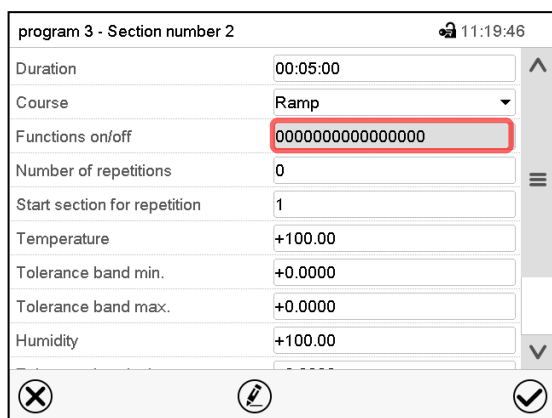 program 3 - Section number 2 11:19:46
Duration 00:05:00
Course Ramp
Functions on/off 0000000000000000
Number of repetitions 0
Start section for repetition 1
Temperature +100.00
Tolerance band min. +0.0000
Tolerance band max. +0.0000
Humidity +100.00